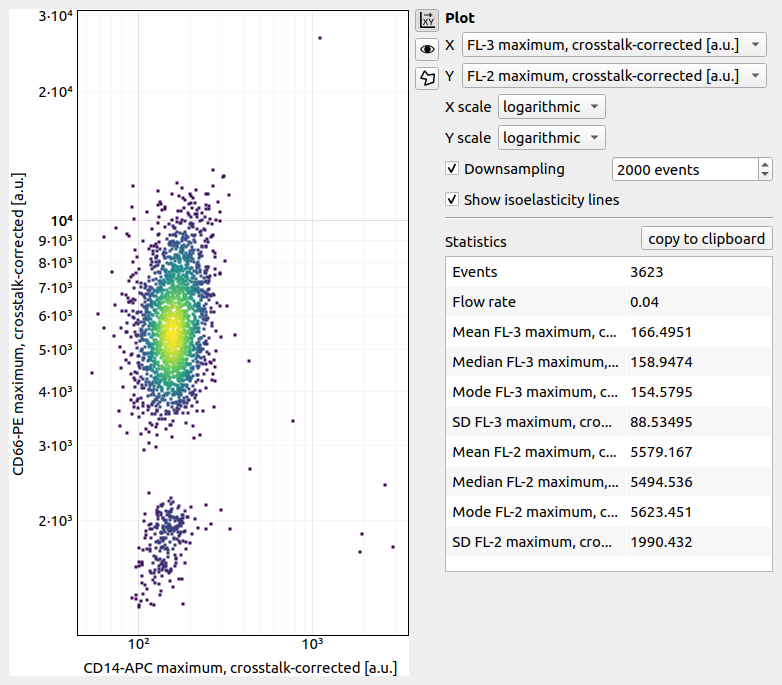 3·10⁴
2·10⁴
10⁴
9·10³
8·10³
7·10³
6·10³
5·10³
4·10³
3·10³
2·10³
CD66-PE maximum, crosstalk-corrected [a.u.]
10² 10³
CD14-APC maximum, crosstalk-corrected [a.u.]
XY
Plot
X FL-3 maximum, crosstalk-corrected [a.u.]
Y FL-2 maximum, crosstalk-corrected [a.u.]
X scale logarithmic
Y scale logarithmic
Downsampling 2000 events
Show isoelasticity lines
Statistics copy to clipboard
Events 3623
Flow rate 0.04
Mean FL-3 maximum, c... 166.4951
Median FL-3 maximum,... 158.9474
Mode FL-3 maximum, c... 154.5795
SD FL-3 maximum, cro... 88.53495
Mean FL-2 maximum, c... 5579.167
Median FL-2 maximum,... 5494.536
Mode FL-2 maximum, c... 5623.451
SD FL-2 maximum, cro... 1990.432